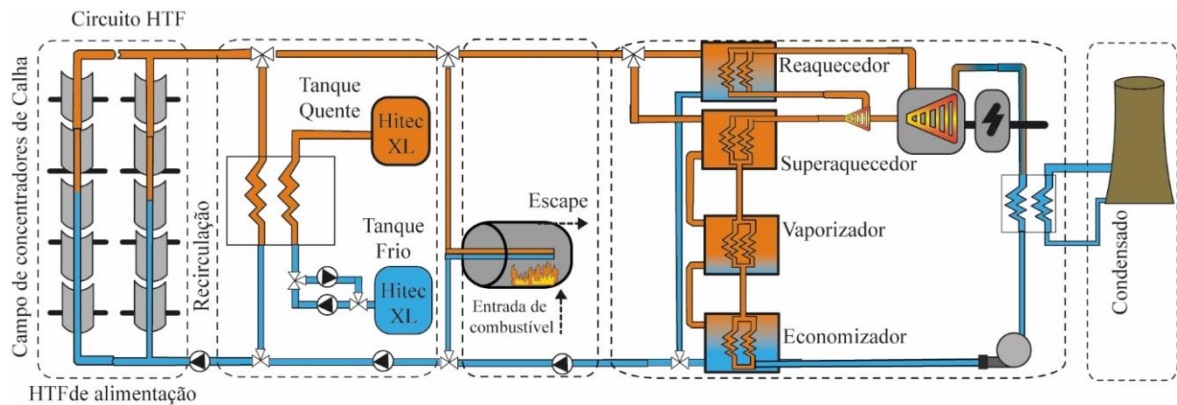 Circuito HTF
Campo de concentradores de Calha
Recirculação
Tanque
Quente
Hitec
XL
Tanque
Frio
Hitec
XL
Escape
Entrada de
combustível
Reaquecedor
Superaquecedor
Vaporizador
Economizador
Condensado
HTFde alimentação